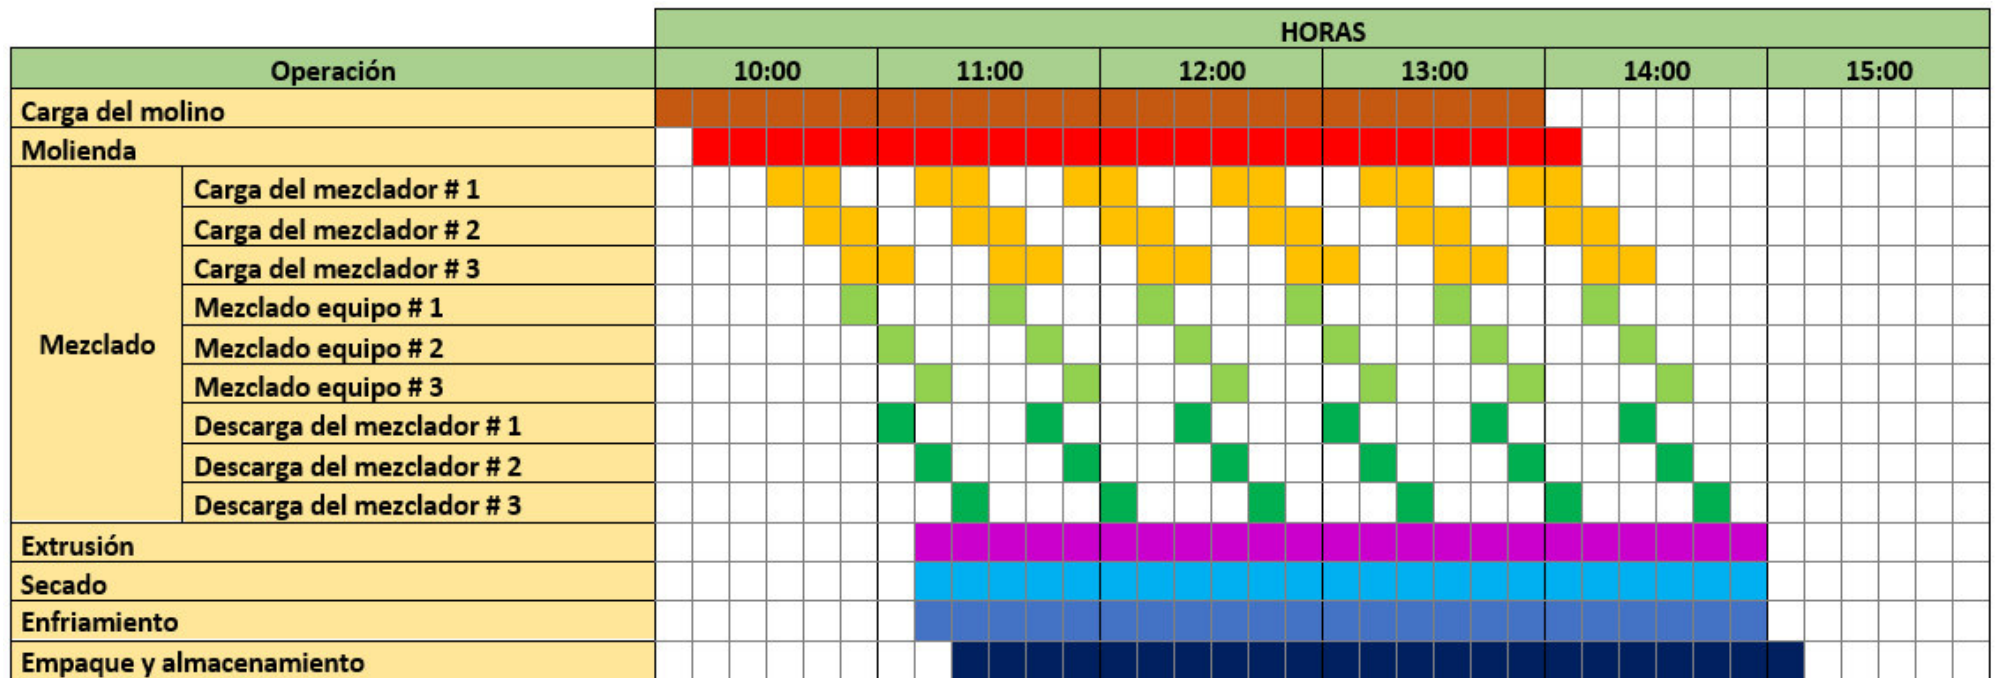 HORAS
Operación 10:00 11:00 12:00 13:00 14:00 15:00
Carga del molino
Molienda
Mezclado
Carga del mezclador # 1
Carga del mezclador # 2
Carga del mezclador # 3
Mezclado equipo # 1
Mezclado equipo # 2
Mezclado equipo # 3
Descarga del mezclador # 1
Descarga del mezclador # 2
Descarga del mezclador # 3
Extrusión
Secado
Enfriamiento
Empaque y almacenamiento